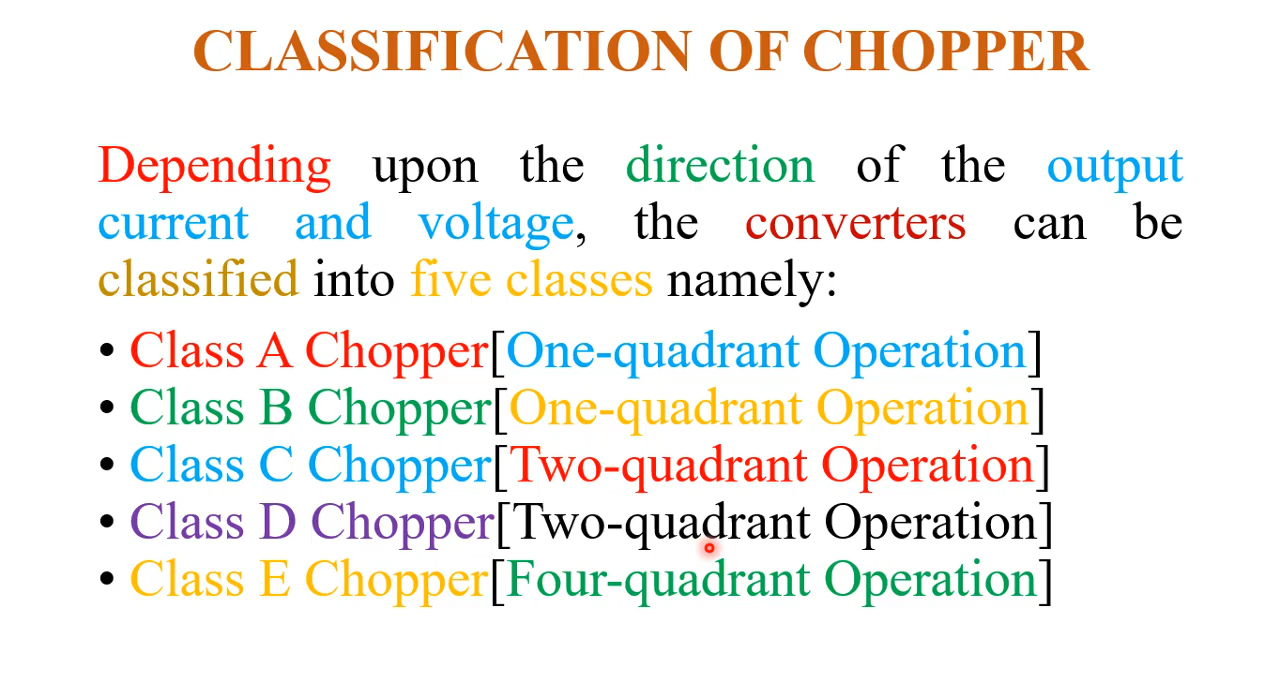 CLASSIFICATION OF CHOPPER
Depending upon the direction of the output
current and voltage, the converters can be
classified into five classes namely:
• Class A Chopper[One-quadrant Operation]
• Class B Chopper[One-quadrant Operation]
• Class C Chopper[Two-quadrant Operation]
• Class D Chopper[Two-quadrant Operation]
• Class E Chopper[Four-quadrant Operation]